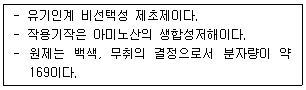 - 유기인계 비선택성 제초제이다.
- 작용기작은 아미노산의 생합성저해이다.
- 원제는 백색, 무취의 결정으로서 분자량이 약
169이다.